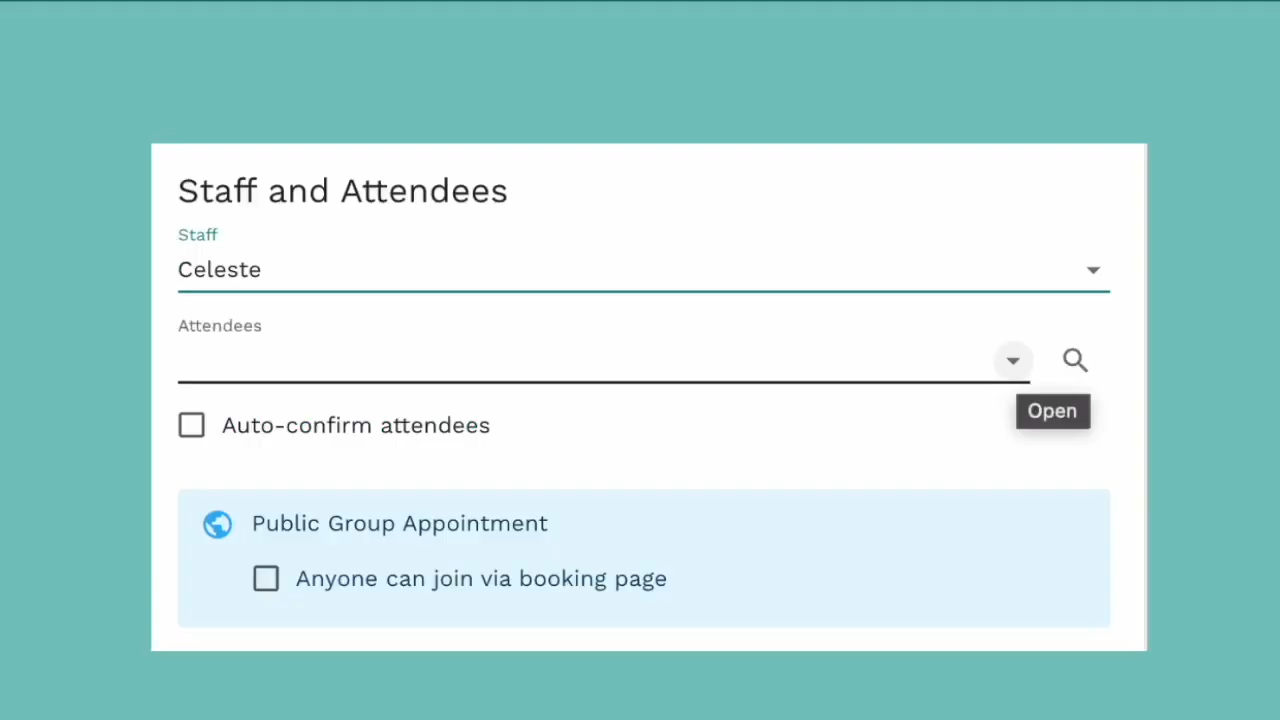 Staff and Attendees
Staff
Celeste
Attendees
Open
Auto-confirm attendees
Public Group Appointment
Anyone can join via booking page